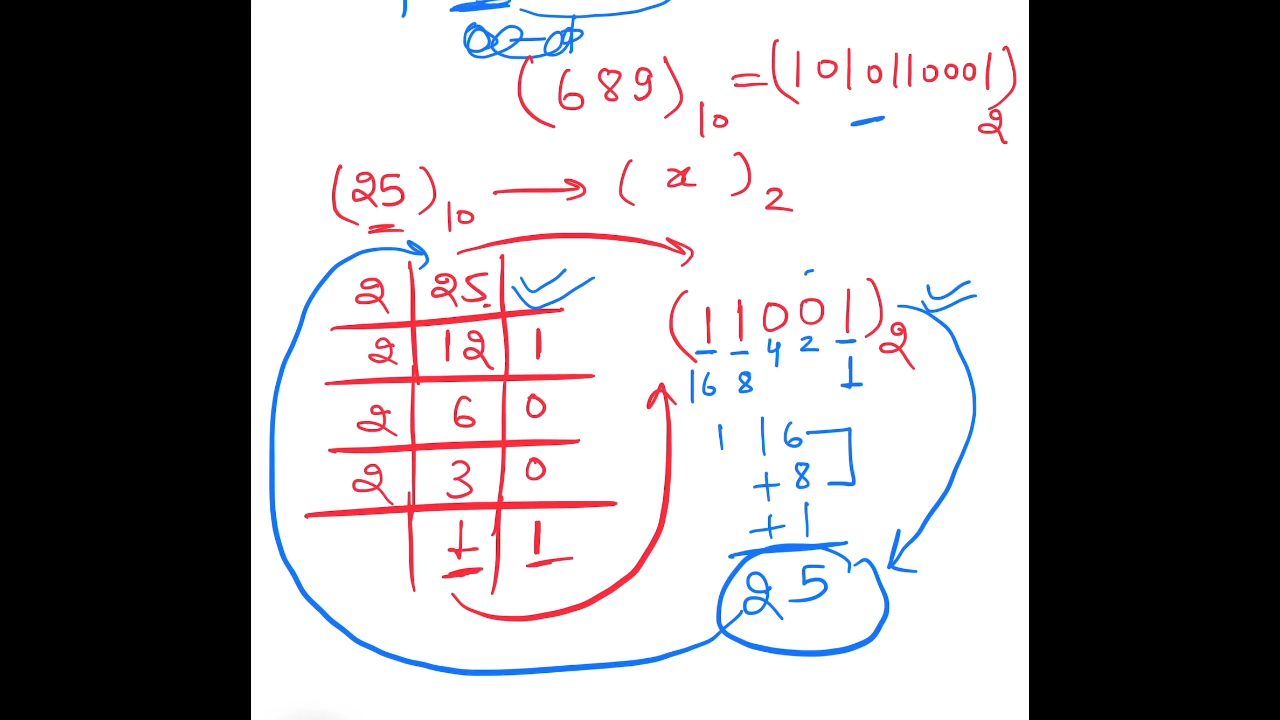 (689)10 = (1010110001)2
(25)10 → ( x )2
2 | 25
2 | 12 | 1
2 | 6 | 0
2 | 3 | 0
1 | 1
(11001)2
16 8 4 2 1
1 16
+ 8
+ 1
25